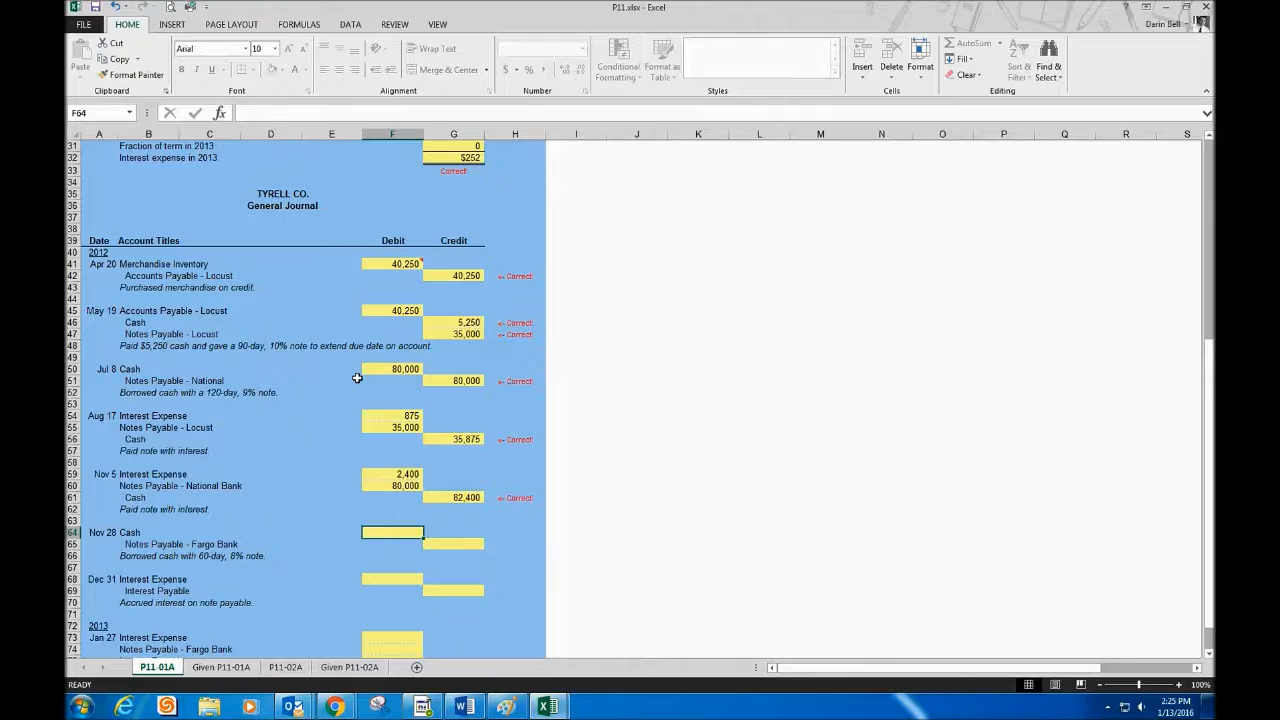 P11.xlsx - Excel
FILE HOME INSERT PAGE LAYOUT FORMULAS DATA REVIEW VIEW Darin Bell
Paste Cut Copy Format Painter Clipboard
Arial 10 B I U Font
Wrap Text Merge & Center Alignment
$ % , Number
Conditional Formatting Format as Table Styles
Insert Delete Format Cells
AutoSum Fill Clear Sort & Filter Find & Select Editing
F64 fx
A B C D E F G H I J K L M N O P Q R S
31 Fraction of term in 2013 0
32 Interest expense in 2013 $252
33 Correct!
34
35 TYRELL CO.
36 General Journal
37
38
39 Date Account Titles Debit Credit
40 2012
41 Apr 20 Merchandise Inventory 40,250
42 Accounts Payable - Locust 40,250 <- Correct!
43 Purchased merchandise on credit.
44
45 May 19 Accounts Payable - Locust 40,250
46 Cash 5,250 <- Correct!
47 Notes Payable - Locust 35,000 <- Correct!
48 Paid $5,250 cash and gave a 90-day, 10% note to extend due date on account.
49
50 Jul 8 Cash 80,000
51 Notes Payable - National 80,000 <- Correct!
52 Borrowed cash with a 120-day, 9% note.
53
54 Aug 17 Interest Expense 875
55 Notes Payable - Locust 35,000
56 Cash 35,875 <- Correct!
57 Paid note with interest.
58
59 Nov 5 Interest Expense 2,400
60 Notes Payable - National Bank 80,000
61 Cash 82,400 <- Correct!
62 Paid note with interest.
63
64 Nov 28 Cash
65 Notes Payable - Fargo Bank
66 Borrowed cash with 60-day, 8% note.
67
68 Dec 31 Interest Expense
69 Interest Payable
70 Accrued interest on note payable.
71
72 2013
73 Jan 27 Interest Expense
74 Notes Payable - Fargo Bank
P11-01A Given P11-01A P11-02A Given P11-02A
READY 100%
2:25 PM
1/13/2016